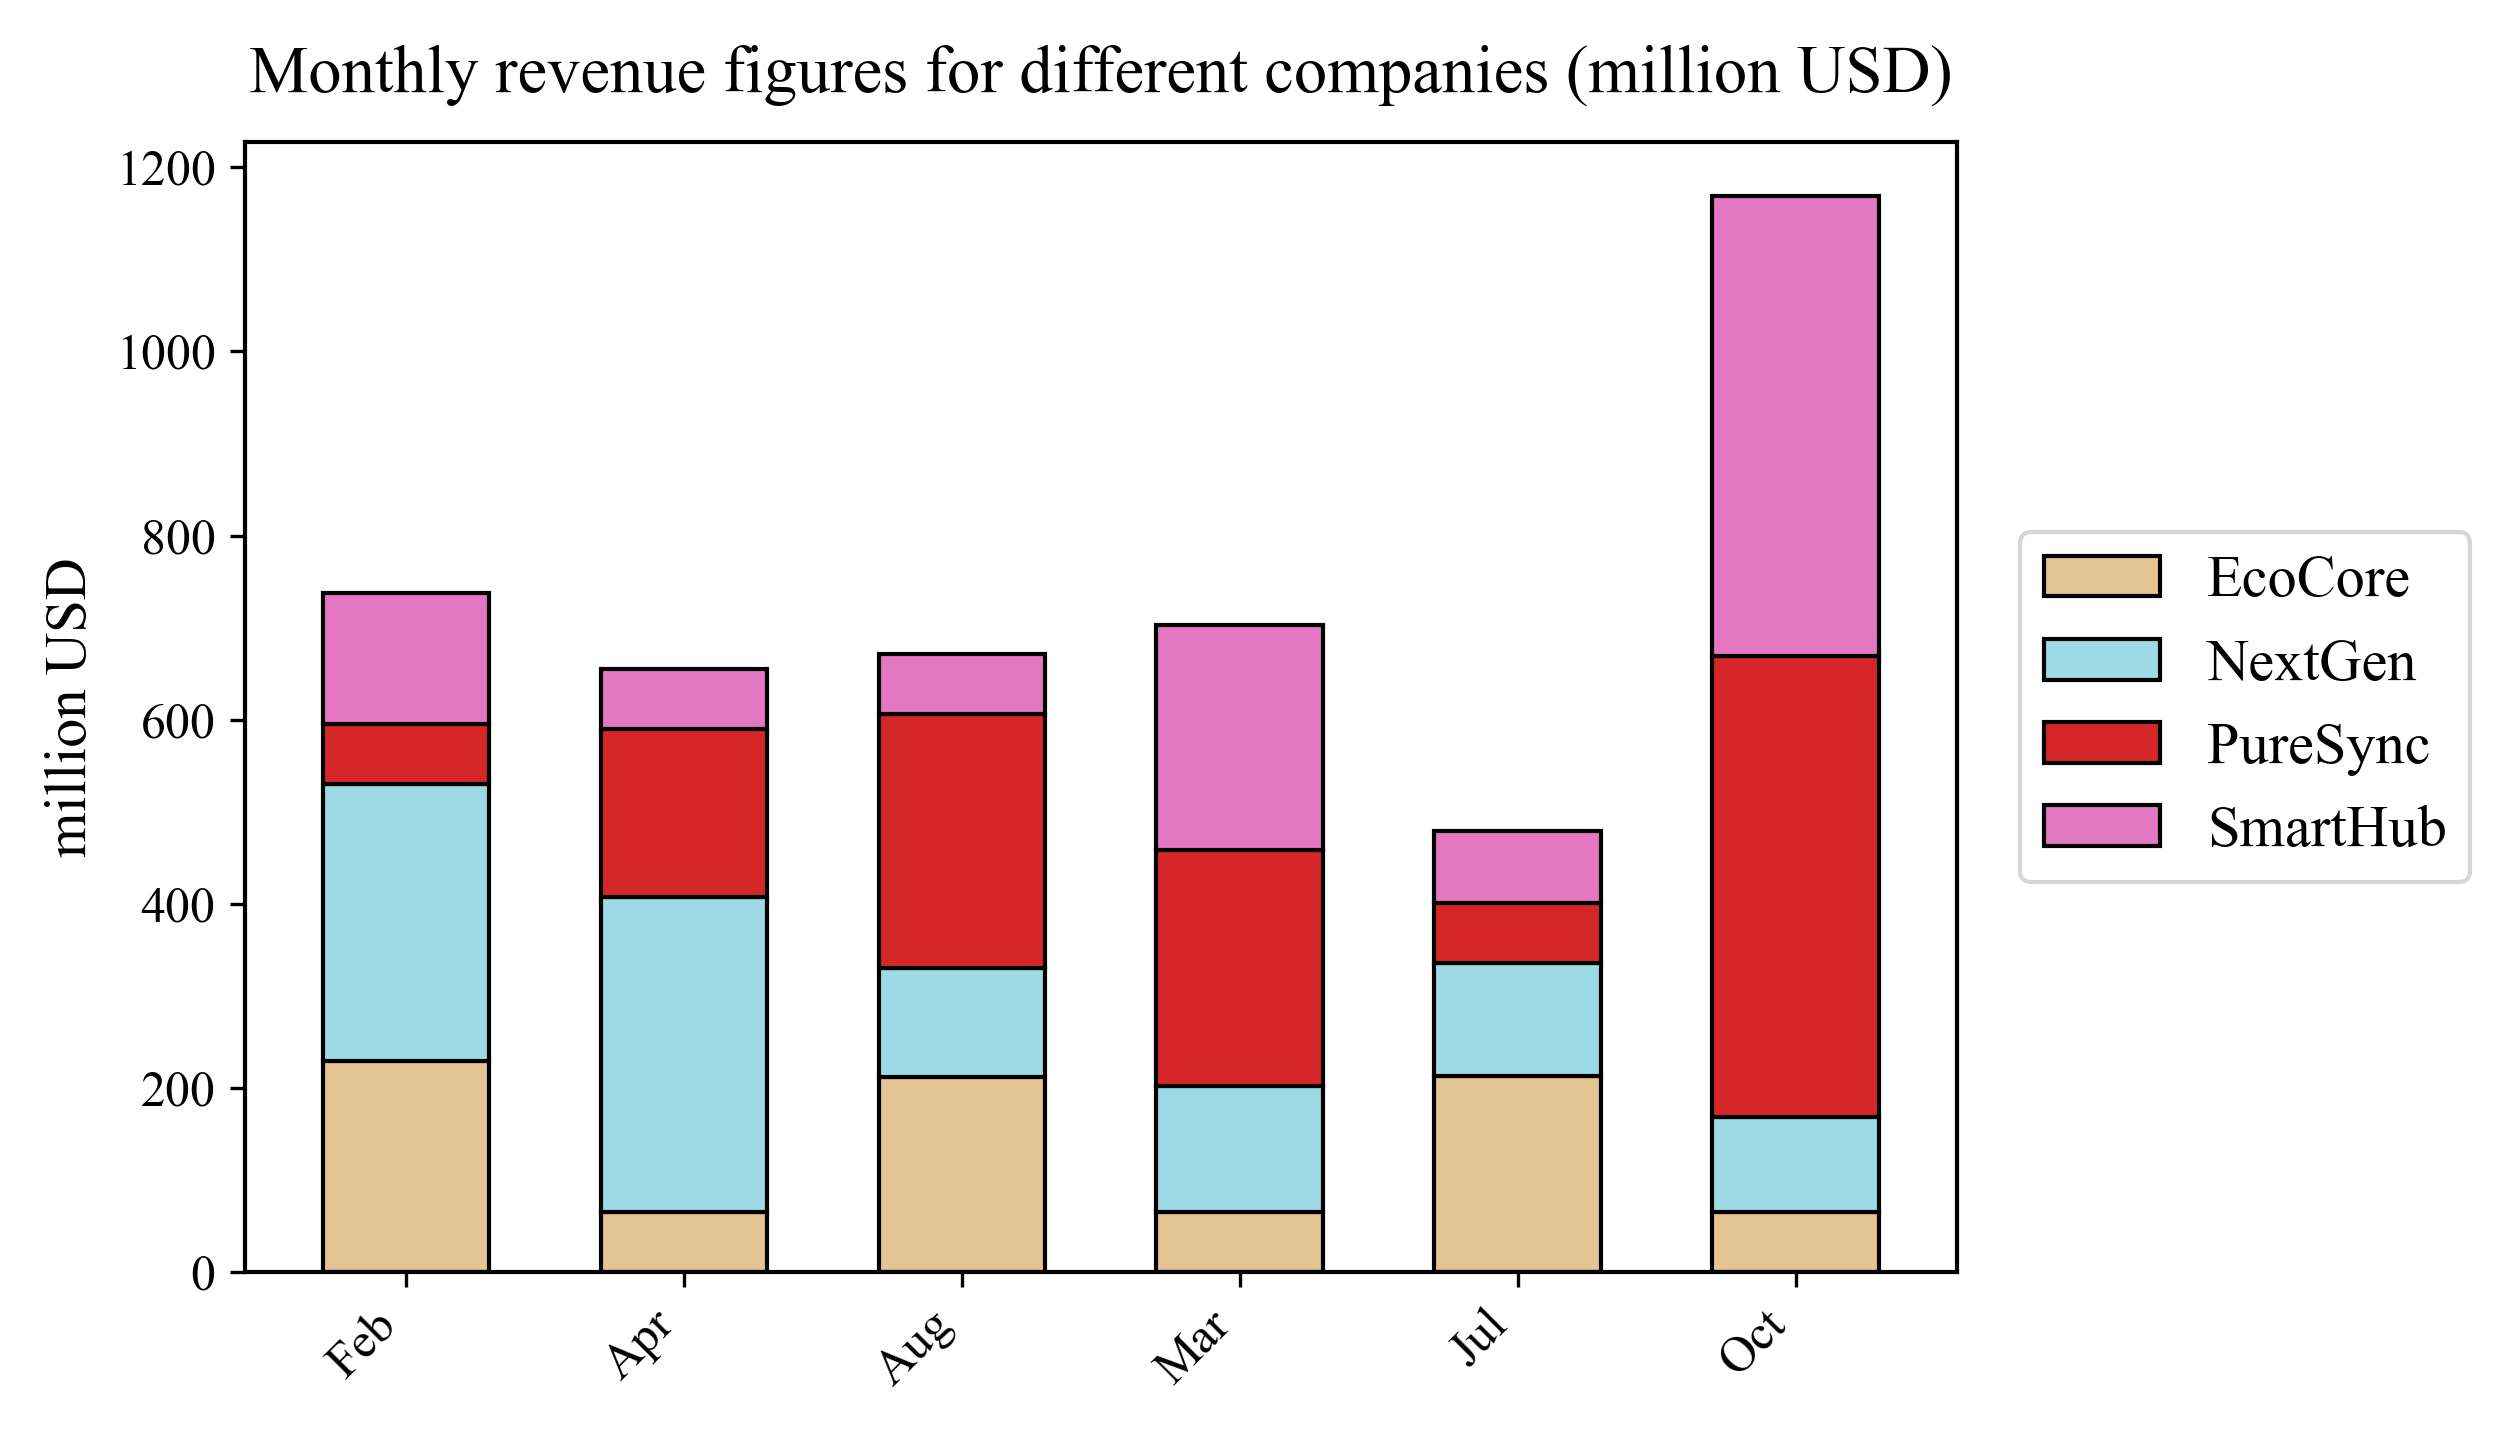 Monthly revenue figures for different companies (million USD)
1200
1000
800
600
400
200
0
million USD
Feb
Apr
Aug
Mar
Jul
Oct
EcoCore
NextGen
PureSync
SmartHub